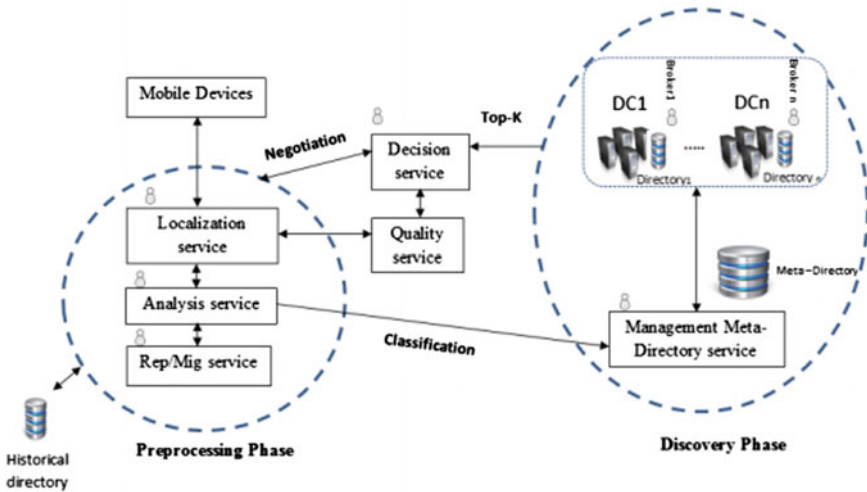 Mobile Devices
Negotiation
Decision
service
Top-K
Broker1
Broker n
DC1
DCn
.....
Directory1
Directory n
Localization
service
Quality
service
Meta-Directory
Analysis service
Classification
Management Meta-
Directory service
Rep/Mig service
Historical
directory
Preprocessing Phase
Discovery Phase